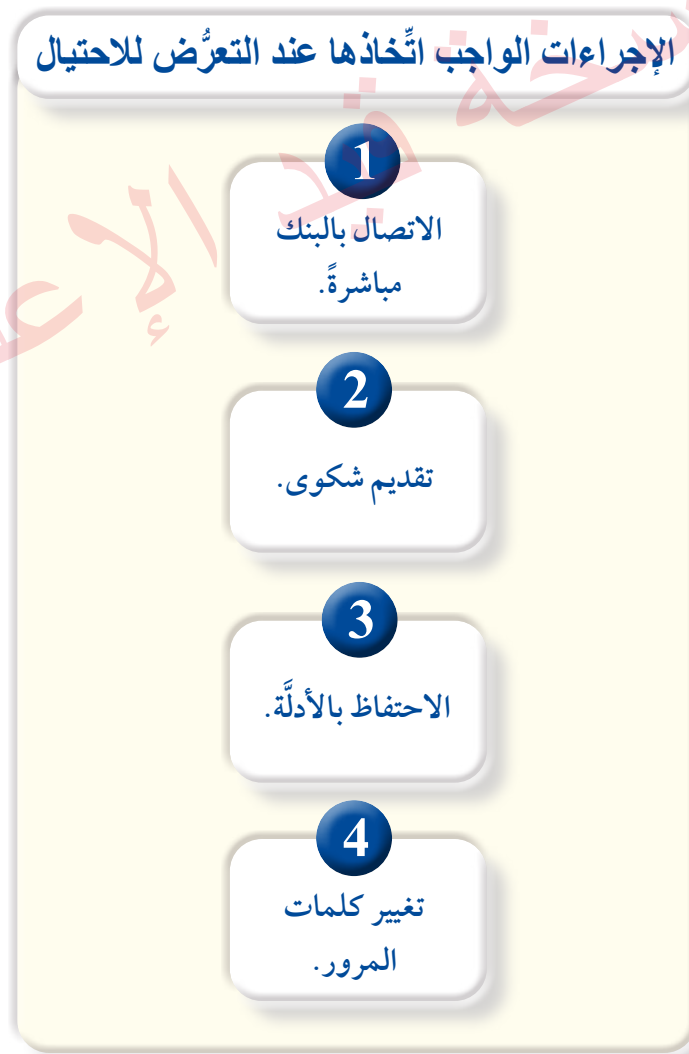 الإجراءات الواجب اتِّخاذها عند التعرُّض للاحتيال
1
الاتصال بالبنك
مباشرةً.
2
تقديم شكوى.
3
الاحتفاظ بالأدلَّة.
4
تغيير كلمات
المرور.